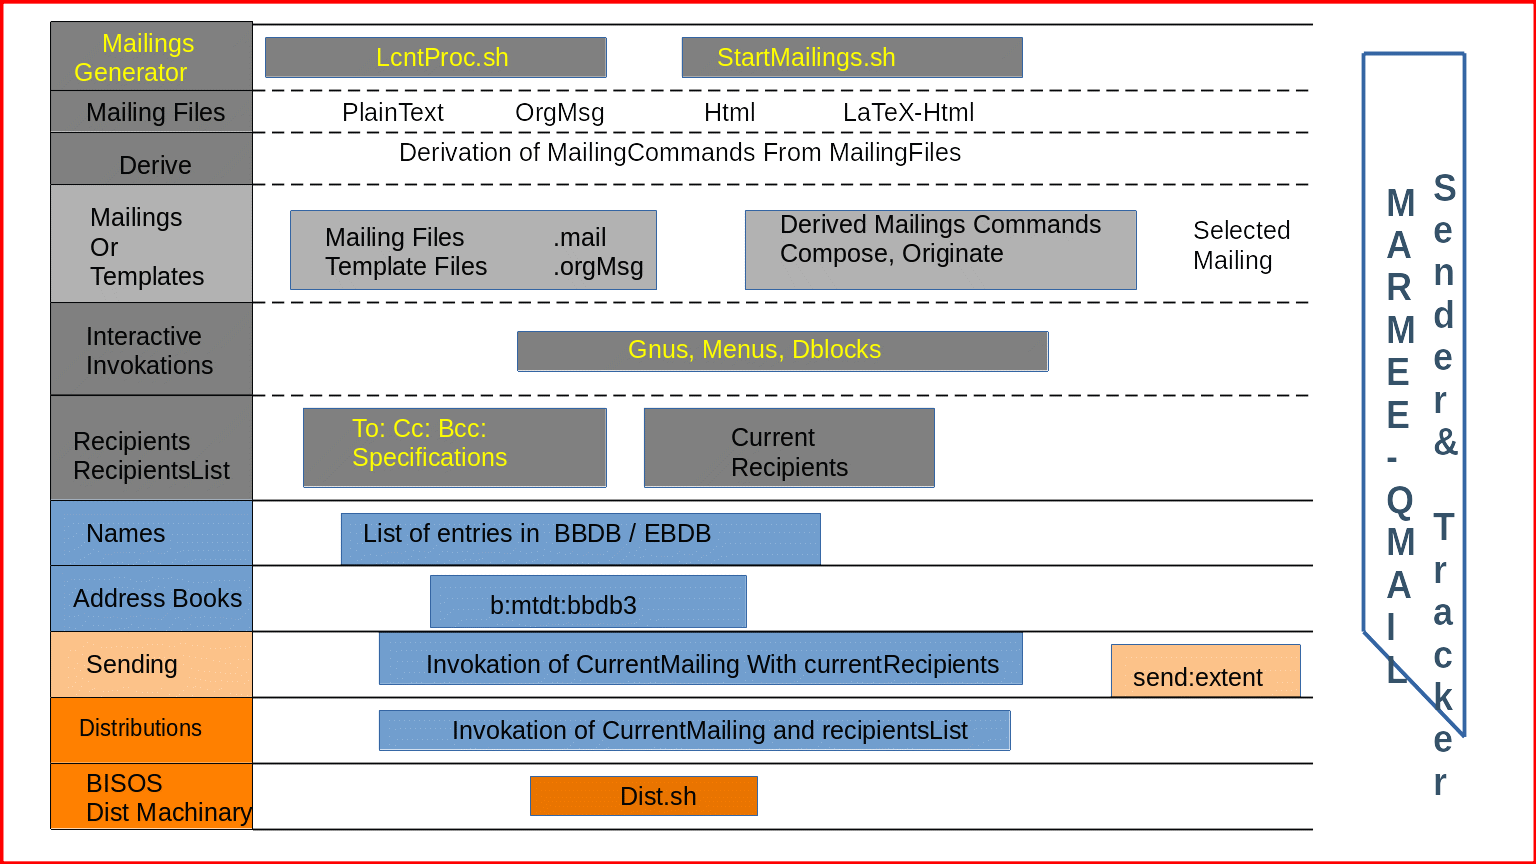 Mailings
Generator
LcntProc.sh
StartMailings.sh
Mailing Files
PlainText
OrgMsg
Html
LaTeX-Html
Derive
Derivation of MailingCommands From MailingFiles
Mailings
Or
Templates
Mailing Files .mail
Template Files .orgMsg
Derived Mailings Commands
Compose, Originate
Selected
Mailing
Interactive
Invokations
Gnus, Menus, Dblocks
Recipients
RecipientsList
To: Cc: Bcc:
Specifications
Current
Recipients
Names
List of entries in BBDB / EBDB
Address Books
b:mtdt:bbdb3
Sending
Invokation of CurrentMailing With currentRecipients
send:extent
Distributions
Invokation of CurrentMailing and recipientsList
BISOS
Dist Machinary
Dist.sh
MARMEE-QMAIL
Sender& Tracker